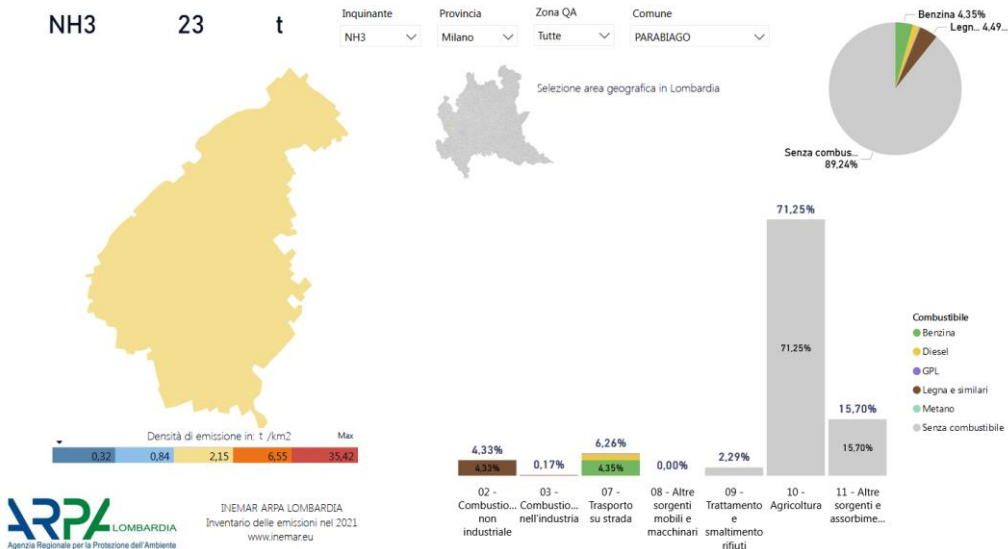 NH3 23 t
Inquinante
NH3
Provincia
Milano
Zona QA
Tutte
Comune
PARABIAGO
Selezione area geografica in Lombardia
Benzina 4,35%
Legn... 4,49...
Senza combus...
89,24%
Densità di emissione in: t /km2
Max
0,32 0,84 2,15 6,55 35,42
ARPA LOMBARDIA
Agenzia Regionale per la Protezione dell'Ambiente
INEMAR ARPA LOMBARDIA
Inventario delle emissioni nel 2021
www.inemar.eu
4,33%
4,33%
0,17%
6,26%
4,35%
0,00%
2,29%
71,25%
71,25%
15,70%
15,70%
02 -
Combustio...
non
industriale
03 -
Combustio...
nell'industria
07 -
Trasporto
su strada
08 - Altre
sorgenti
mobili e
macchinari
09 -
Trattamento
e
smaltimento
rifiuti
10 -
Agricoltura
11 - Altre
sorgenti e
assorbime...
Combustibile
Benzina
Diesel
GPL
Legna e similari
Metano
Senza combustibile